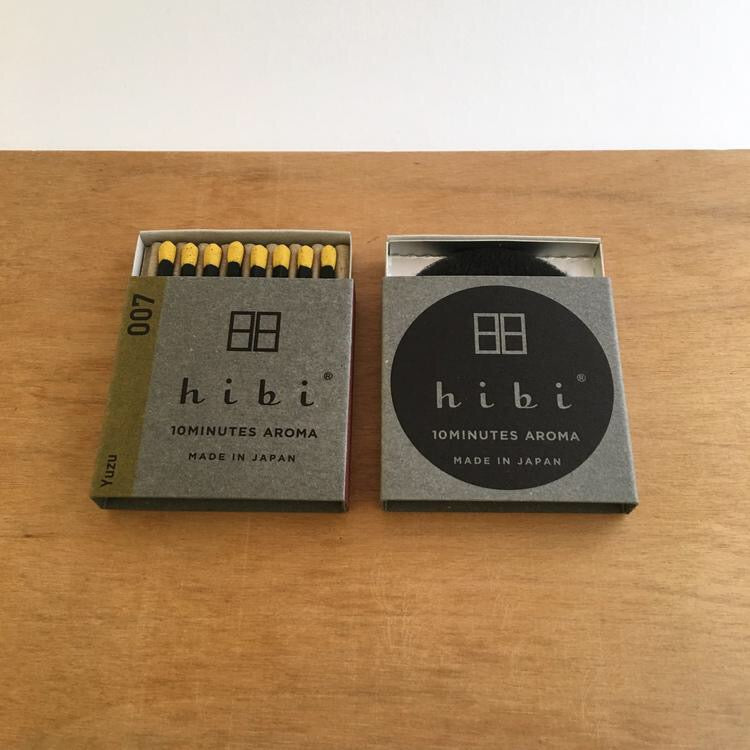 007
Yuzu
hibi®
10MINUTES AROMA
MADE IN JAPAN
hibi®
10MINUTES AROMA
MADE IN JAPAN